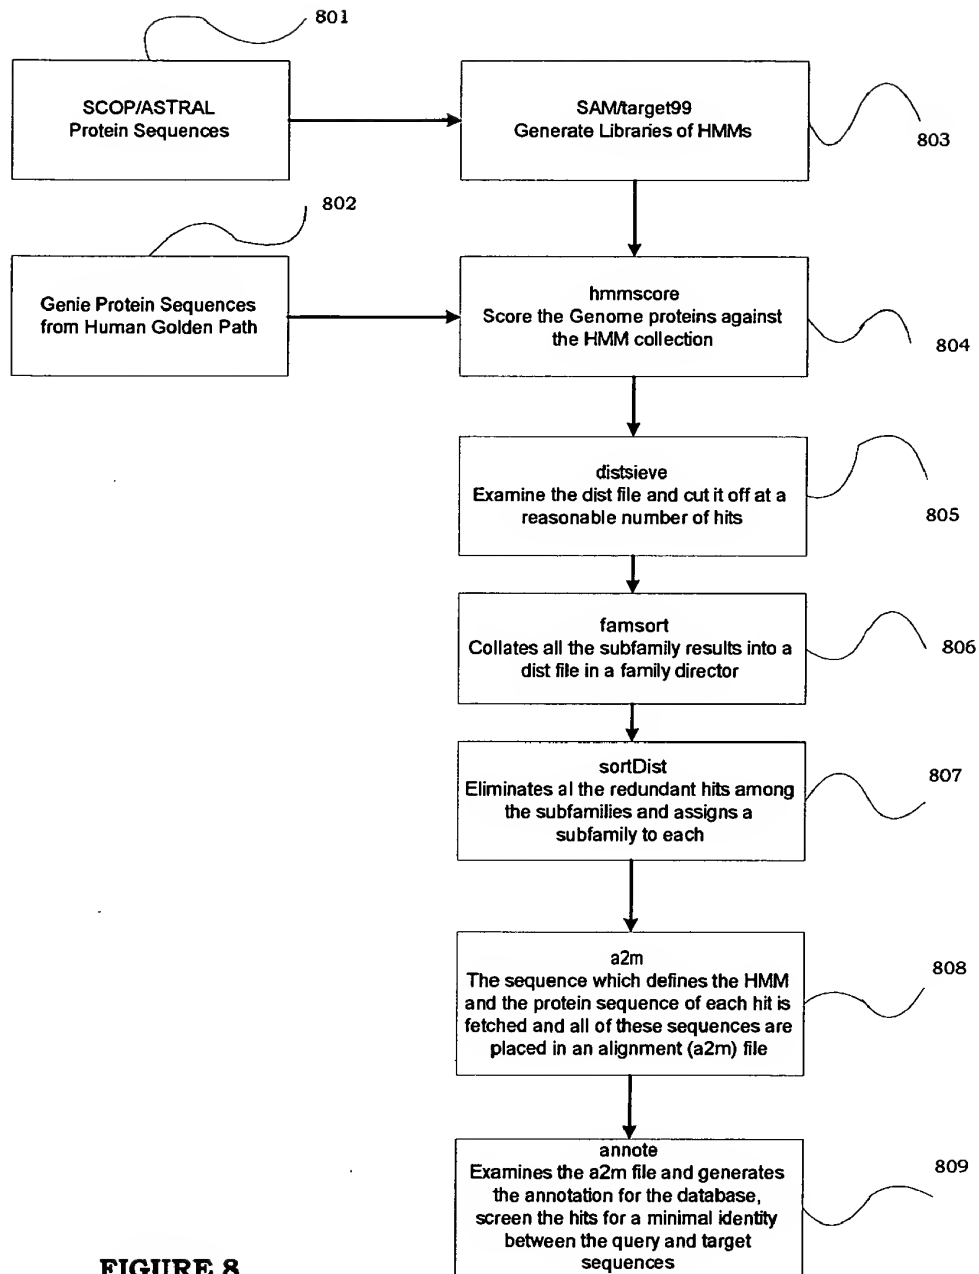 801
SCOP/ASTRAL
Protein Sequences
SAM/target99
Generate Libraries of HMMs
803
802
Genie Protein Sequences
from Human Golden Path
hmmscore
Score the Genome proteins against
the HMM collection
804
distsieve
Examine the dist file and cut it off at a
reasonable number of hits
805
famsort
Collates all the subfamily results into a
dist file in a family director
806
sortDist
Eliminates al the redundant hits among
the subfamilies and assigns a
subfamily to each
807
a2m
The sequence which defines the HMM
and the protein sequence of each hit is
fetched and all of these sequences are
placed in an alignment (a2m) file
808
annote
Examines the a2m file and generates
the annotation for the database,
screen the hits for a minimal identity
between the query and target
sequences
809
FIGURE 8